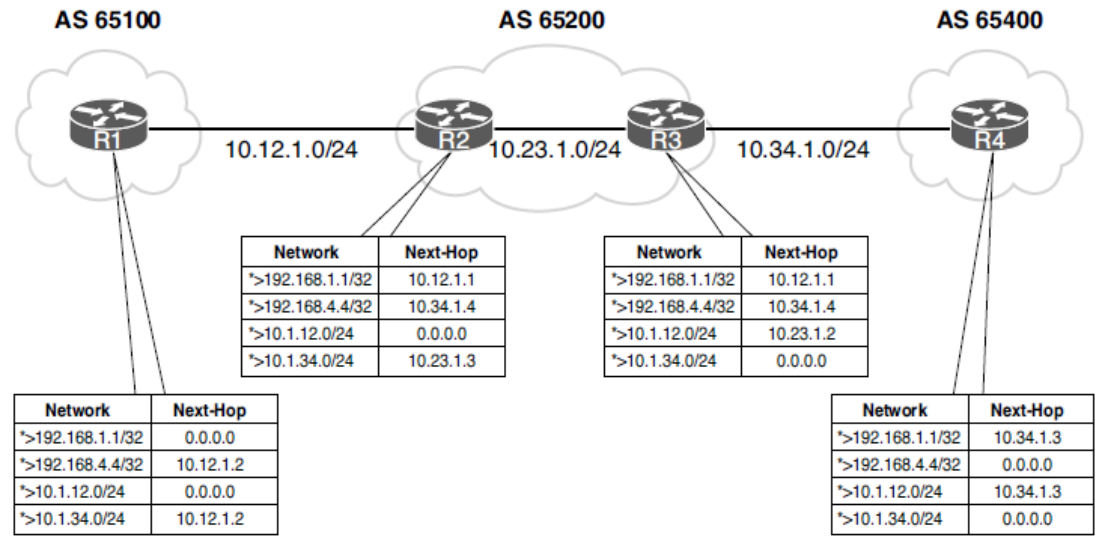 AS 65100 AS 65200 AS 65400
R1 R2 R3 R4
10.12.1.0/24 10.23.1.0/24 10.34.1.0/24
Network Next-Hop
*>192.168.1.1/32 10.12.1.1
*>192.168.4.4/32 10.34.1.4
*>10.1.12.0/24 0.0.0.0
*>10.1.34.0/24 10.23.1.3
Network Next-Hop
*>192.168.1.1/32 10.12.1.1
*>192.168.4.4/32 10.34.1.4
*>10.1.12.0/24 10.23.1.2
*>10.1.34.0/24 0.0.0.0
Network Next-Hop
*>192.168.1.1/32 0.0.0.0
*>192.168.4.4/32 10.12.1.2
*>10.1.12.0/24 0.0.0.0
*>10.1.34.0/24 10.12.1.2
Network Next-Hop
*>192.168.1.1/32 10.34.1.3
*>192.168.4.4/32 0.0.0.0
*>10.1.12.0/24 10.34.1.3
*>10.1.34.0/24 0.0.0.0